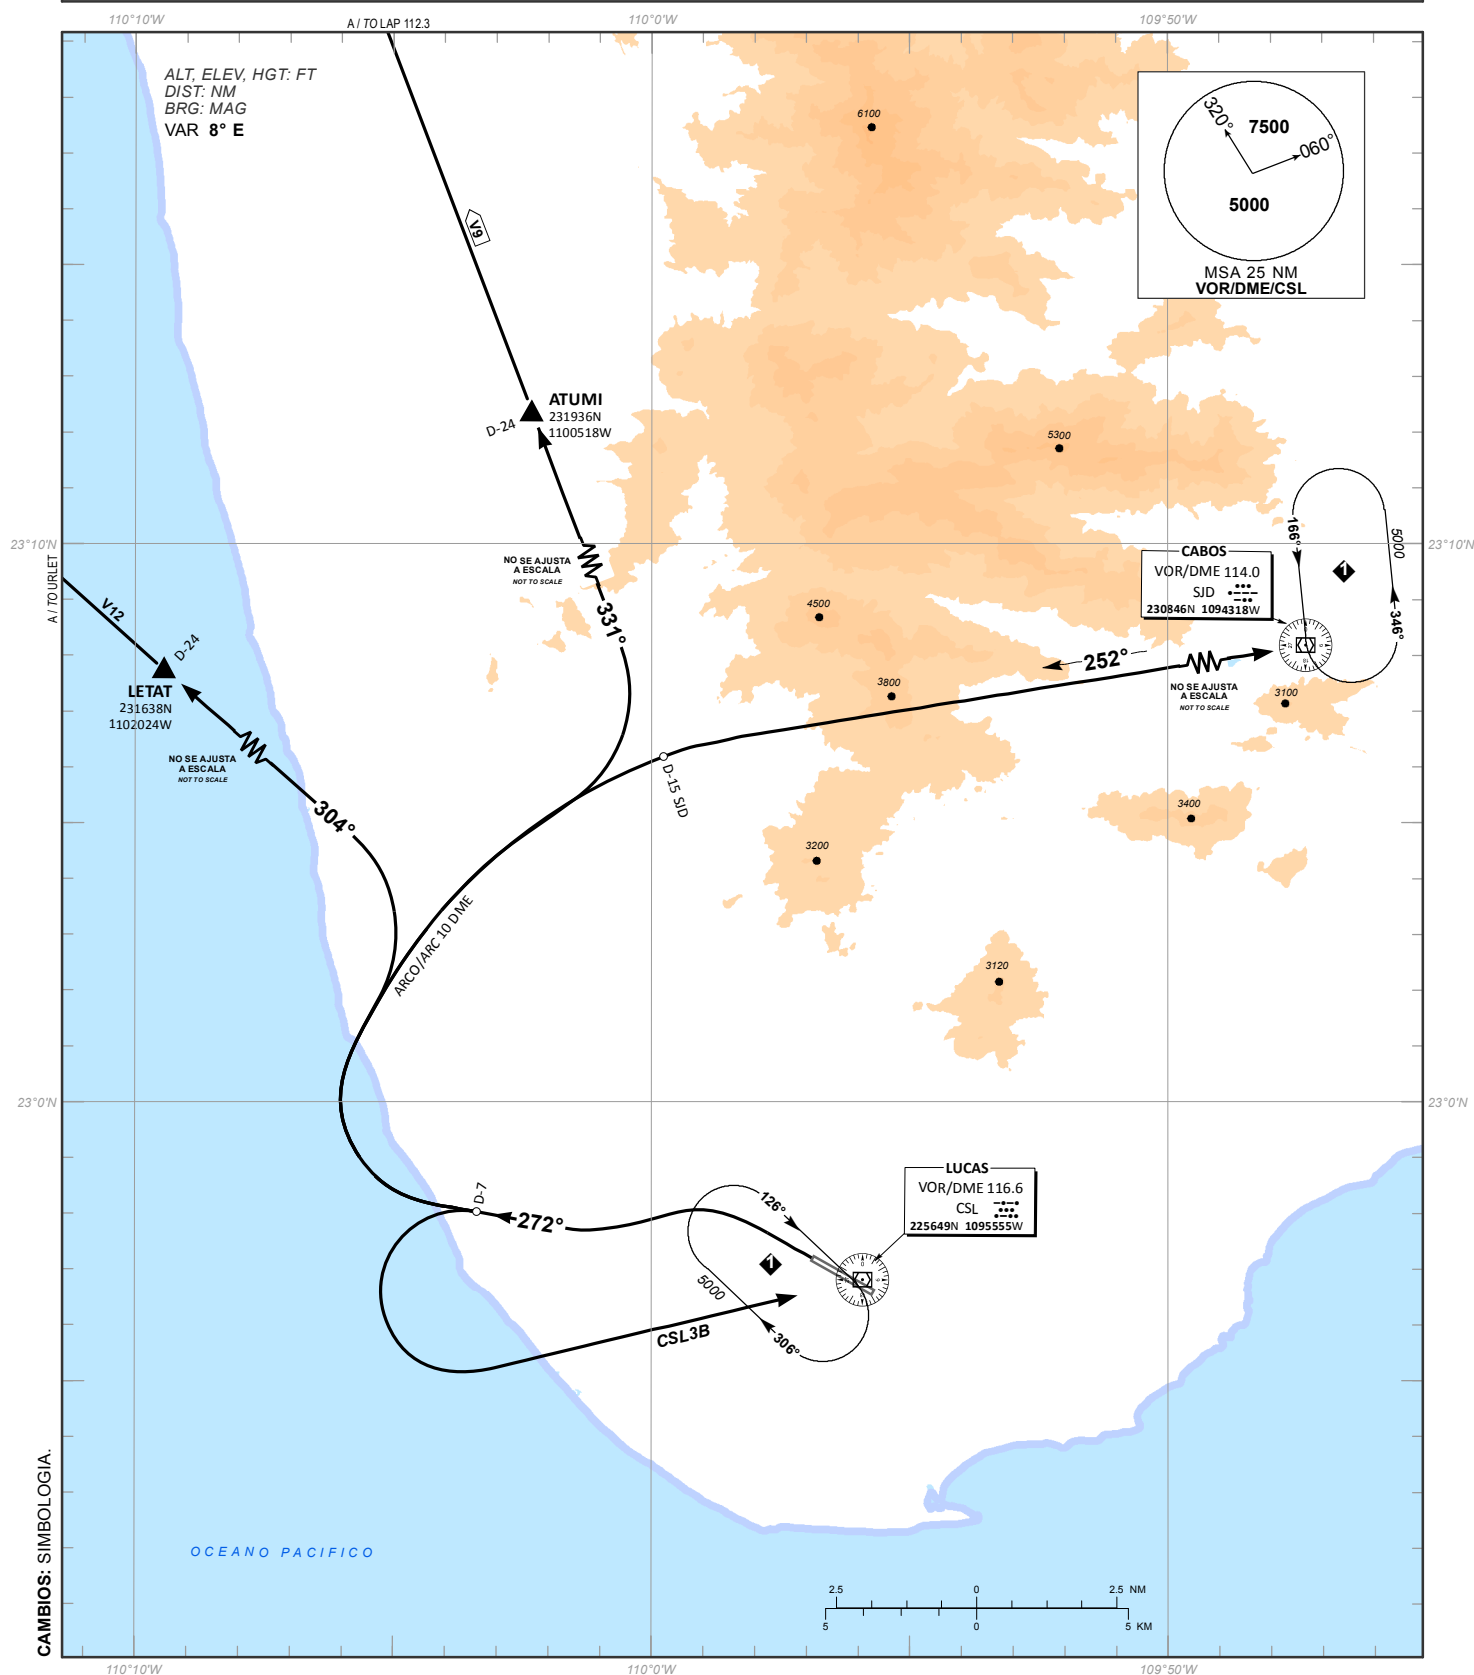 110°10'W
110°0'W
109°50'W
A / TO LAP 112.3
ALT, ELEV, HGT: FT
DIST: NM
BRG: MAG
VAR 8° E
6100
320°
7500
060°
5000
MSA 25 NM
VOR/DME/CSL
V9
ATUMI
231936N
1100518W
D-24
5300
23°10'N
23°10'N
NO SE AJUSTA
A ESCALA
NOT TO SCALE
166°
5000
346°
1
CABOS
VOR/DME 114.0
SJD
230846N 1094318W
A / TO URLET
V12
D-24
LETAT
231638N
1102024W
331°
4500
252°
3800
NO SE AJUSTA
A ESCALA
NOT TO SCALE
3100
NO SE AJUSTA
A ESCALA
NOT TO SCALE
304°
D-15 SJD
3400
3200
ARCO/ARC 10 DME
3120
23°0'N
23°0'N
D-7
272°
126°
LUCAS
VOR/DME 116.6
CSL
225649N 1095555W
1
5000
306°
CSL3B
CAMBIOS: SIMBOLOGIA.
OCEANO PACIFICO
2.5 0 2.5 NM
5 0 5 KM
110°10'W
110°0'W
109°50'W